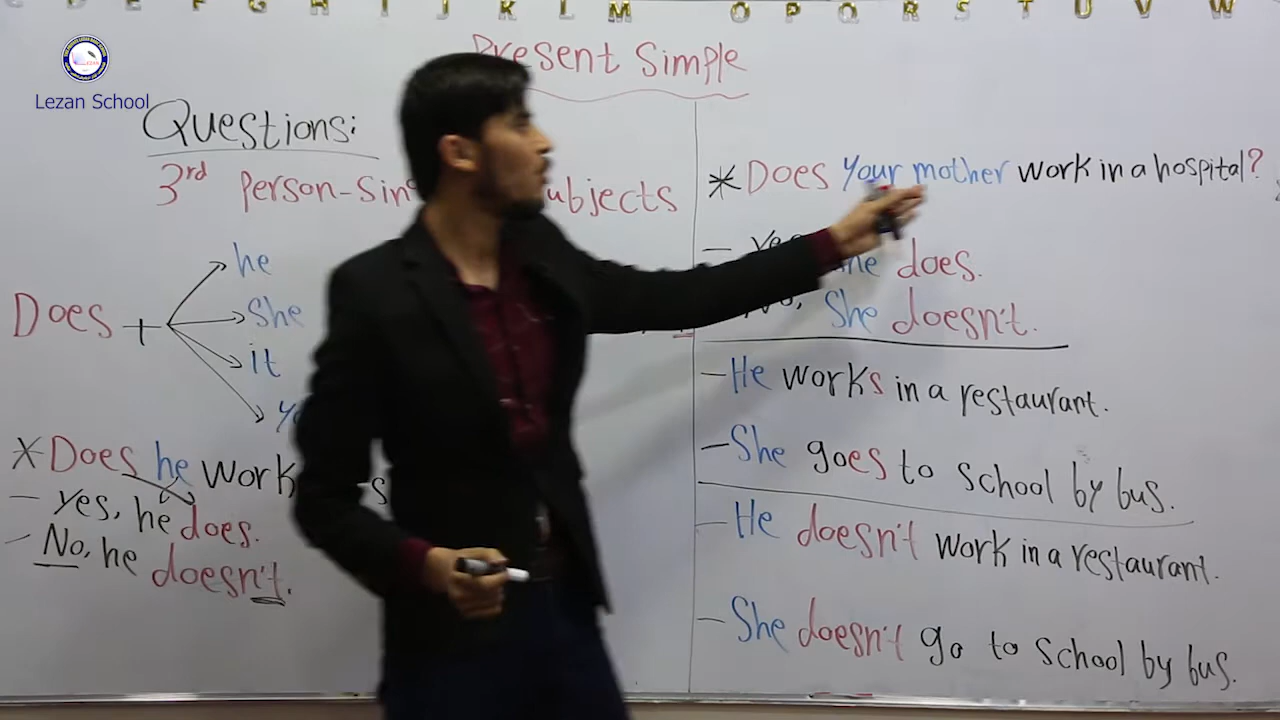 C D E F G H I J K L M O P Q R S T U V W
LEZAN
Lezan School
Present Simple
Questions:
3rd Person-Sin ubjects
Does +
he
She
it
* Does he work
- Yes, he does.
- No, he doesn't.
* Does your mother work in a hospital?
does.
She doesn't.
- He works in a restaurant.
- She goes to school by bus.
- He doesn't work in a restaurant.
- She doesn't go to school by bus.